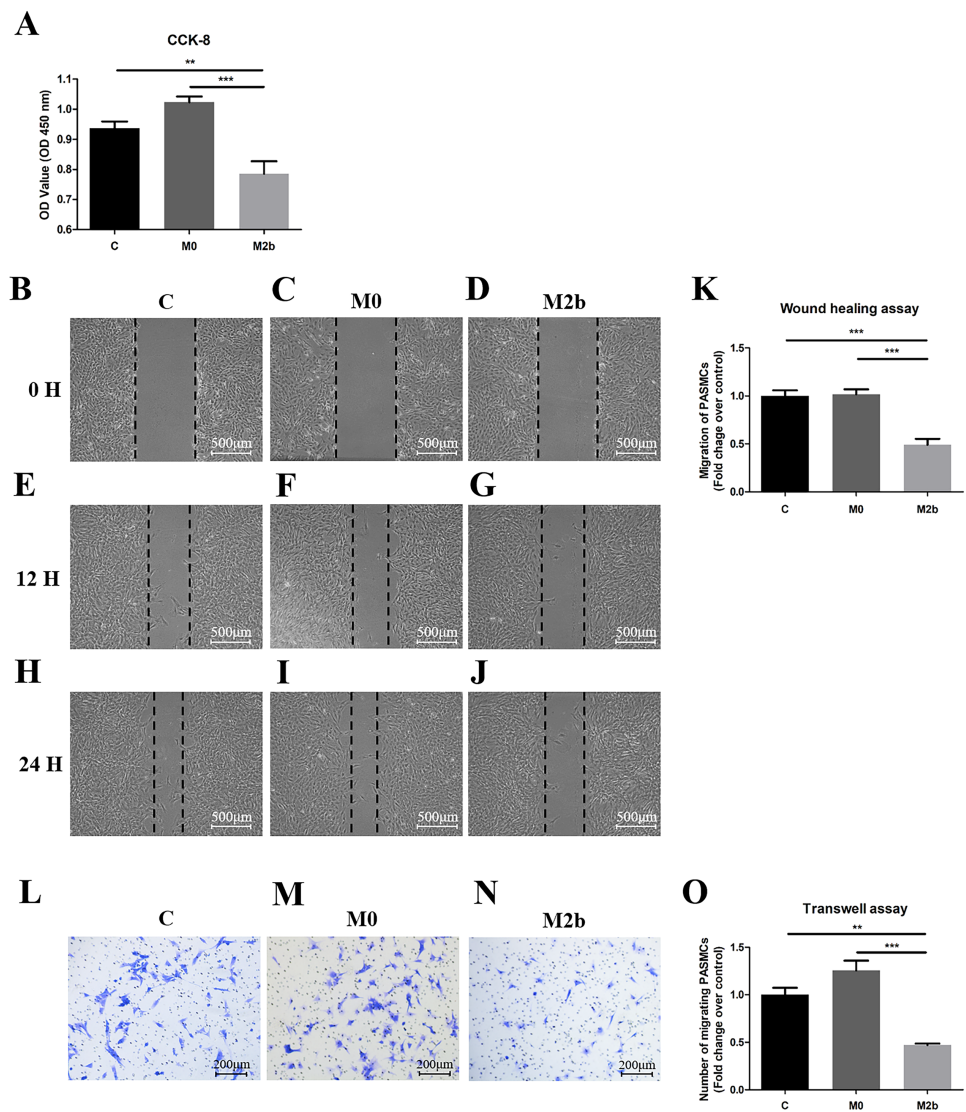 A
CCK-8
**
***
OD Value (OD 450 nm)
1.1
1.0
0.9
0.8
0.7
0.6
C M0 M2b
B C D
C M0 M2b
0 H
500μm 500μm 500μm
E F G
12 H
500μm 500μm 500μm
H I J
24 H
500μm 500μm 500μm
K
Wound healing assay
***
***
Migration of PASMCs
(Fold chage over control)
1.5
1.0
0.5
0.0
C M0 M2b
L M N
C M0 M2b
200μm 200μm 200μm
O
Transwell assay
**
***
Number of migrating PASMCs
(Fold change over control)
1.5
1.0
0.5
0.0
C M0 M2b